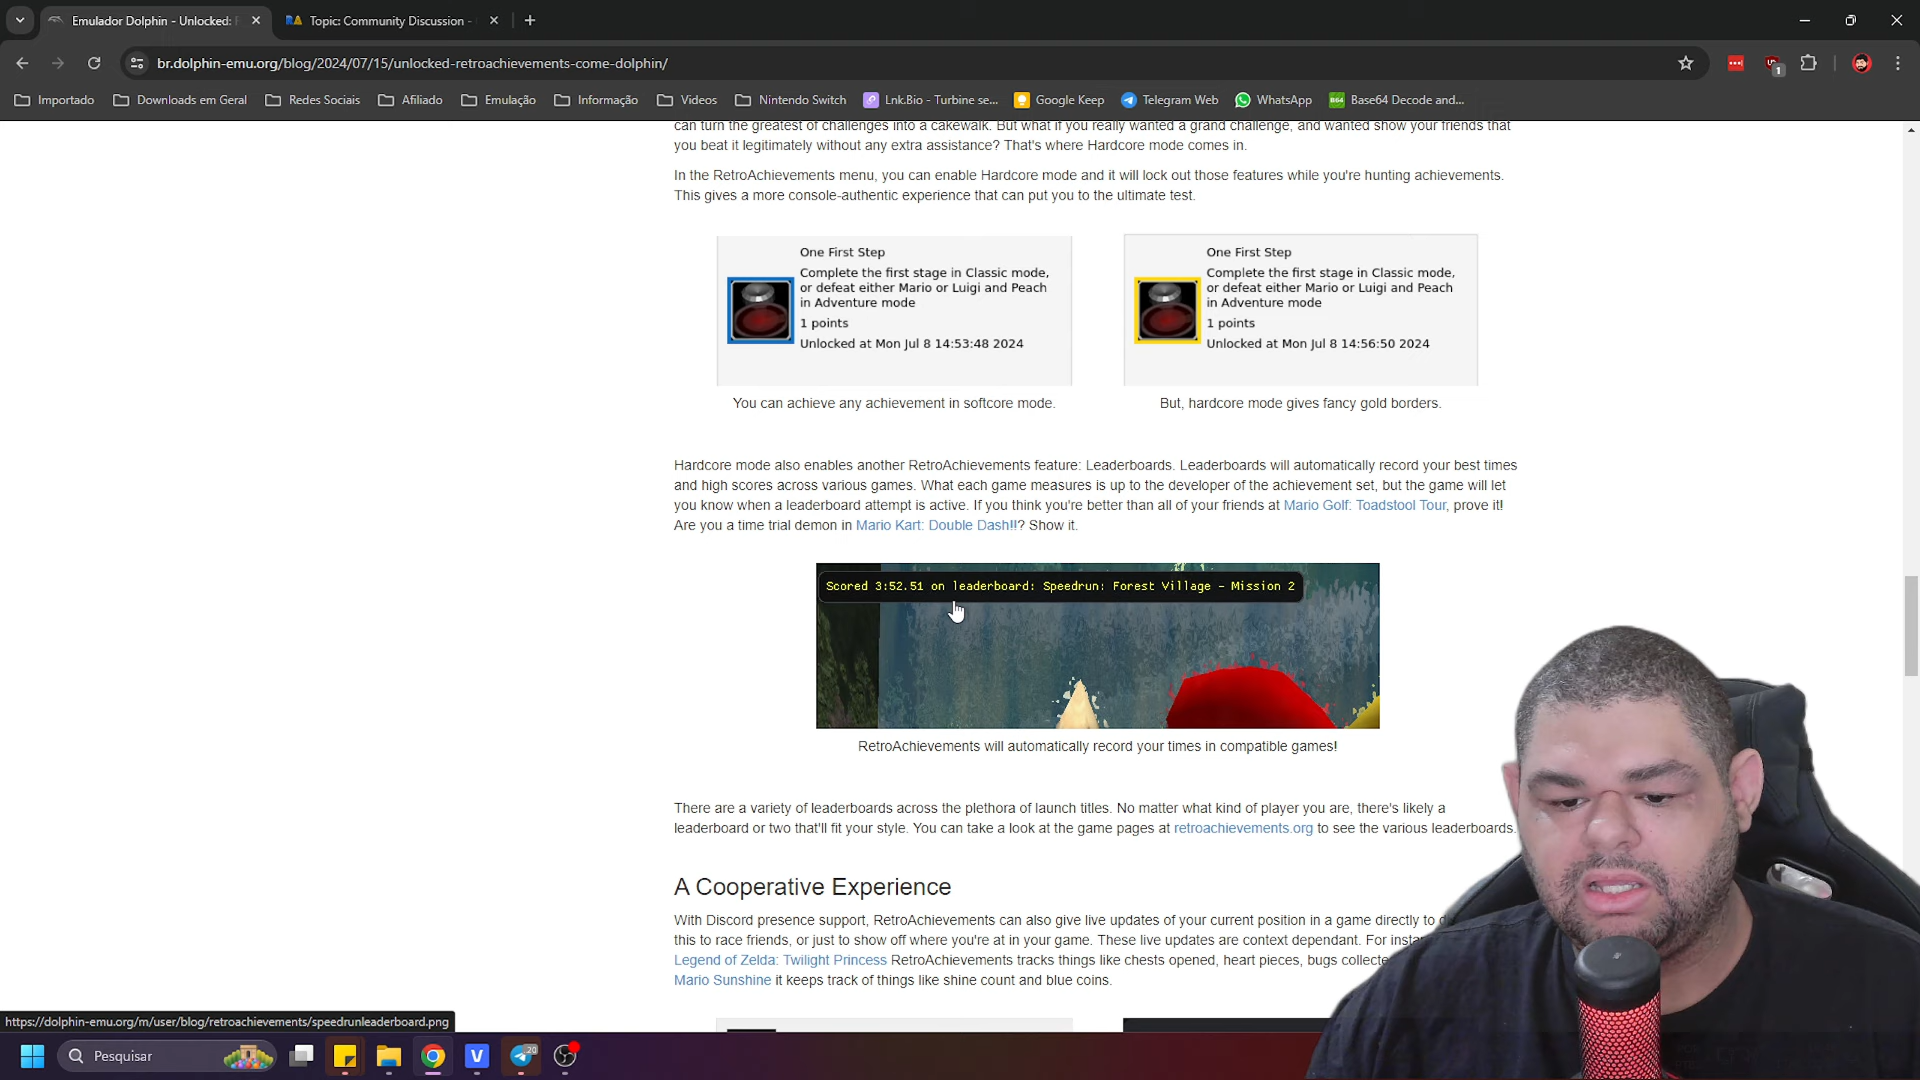 Emulador Dolphin - Unlocked:
Topic: Community Discussion -
br.dolphin-emu.org/blog/2024/07/15/unlocked-retroachievements-come-dolphin/
1
Importado
Downloads em Geral
Redes Sociais
Afiliado
Emulação
Informação
Videos
Nintendo Switch
Lnk.Bio - Turbine se...
Google Keep
Telegram Web
WhatsApp
B64
Base64 Decode and...
can turn the greatest of challenges into a cakewalk. But what if you really wanted a grand challenge, and wanted show your friends that
you beat it legitimately without any extra assistance? That's where Hardcore mode comes in.
In the RetroAchievements menu, you can enable Hardcore mode and it will lock out those features while you're hunting achievements.
This gives a more console-authentic experience that can put you to the ultimate test.
One First Step
Complete the first stage in Classic mode,
or defeat either Mario or Luigi and Peach
in Adventure mode
1 points
Unlocked at Mon Jul 8 14:53:48 2024
One First Step
Complete the first stage in Classic mode,
or defeat either Mario or Luigi and Peach
in Adventure mode
1 points
Unlocked at Mon Jul 8 14:56:50 2024
You can achieve any achievement in softcore mode.
But, hardcore mode gives fancy gold borders.
Hardcore mode also enables another RetroAchievements feature: Leaderboards. Leaderboards will automatically record your best times
and high scores across various games. What each game measures is up to the developer of the achievement set, but the game will let
you know when a leaderboard attempt is active. If you think you're better than all of your friends at Mario Golf: Toadstool Tour, prove it!
Are you a time trial demon in Mario Kart: Double Dash!!? Show it.
Scored 3:52.51 on leaderboard: Speedrun: Forest Village - Mission 2
RetroAchievements will automatically record your times in compatible games!
There are a variety of leaderboards across the plethora of launch titles. No matter what kind of player you are, there's likely a
leaderboard or two that'll fit your style. You can take a look at the game pages at retroachievements.org to see the various leaderboards.
A Cooperative Experience
With Discord presence support, RetroAchievements can also give live updates of your current position in a game directly to
this to race friends, or just to show off where you're at in your game. These live updates are context dependant. For
Legend of Zelda: Twilight Princess RetroAchievements tracks things like chests opened, heart pieces, bugs
Mario Sunshine it keeps track of things like shine count and blue coins.
https://dolphin-emu.org/m/user/blog/retroachievements/speedrunleaderboard.png
Pesquisar
20